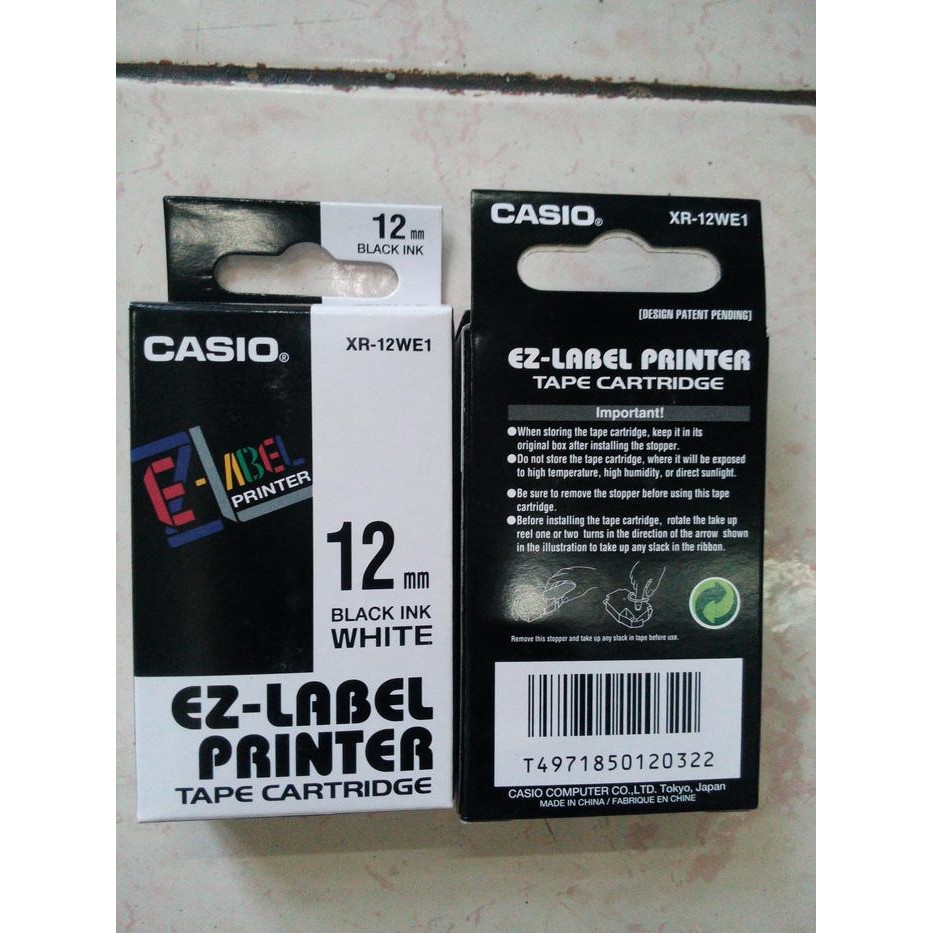 12 mm
BLACK INK
CASIO®
XR-12WE1
E-LABEL
PRINTER
12 mm
BLACK INK
WHITE
EZ-LABEL
PRINTER
TAPE CARTRIDGE
CASIO®
XR-12WE1
[DESIGN PATENT PENDING]
EZ-LABEL PRINTER
TAPE CARTRIDGE
Important!
●When storing the tape cartridge, keep it in its
original box after installing the stopper.
●Do not store the tape cartridge, where it will be exposed
to high temperature, high humidity, or direct sunlight.
●Be sure to remove the stopper before using this tape
cartridge.
●Before installing the tape cartridge, rotate the take up
reel one or two turns in the direction of the arrow shown
in the illustration to take up any slack in the ribbon.
Remove this stopper and take up any slack in tape before use.
T4971850120322
CASIO COMPUTER CO.,LTD. Tokyo, Japan
MADE IN CHINA / FABRIQUE EN CHINE